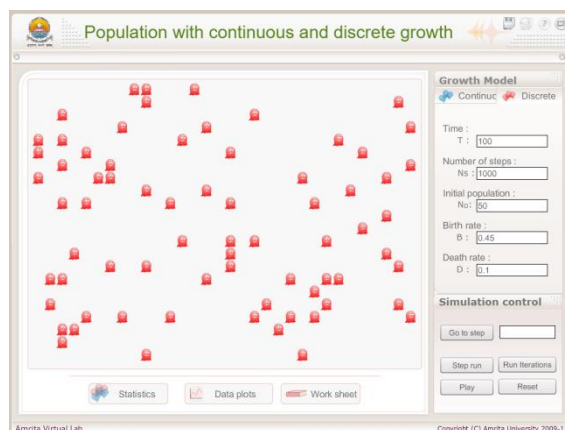 Population with continuous and discrete growth
Growth Model
Continuc Discrete
Time :
T : 100
Number of steps :
Ns : 1000
Initial population :
No: 50
Birth rate :
B : 0.45
Death rate :
D : 0.1
Simulation control
Go to step
Step run Run Iterations
Play Reset
Statistics Data plots Work sheet
Amrita Virtual Lab
Copyright (C) Amrita University 2009-1